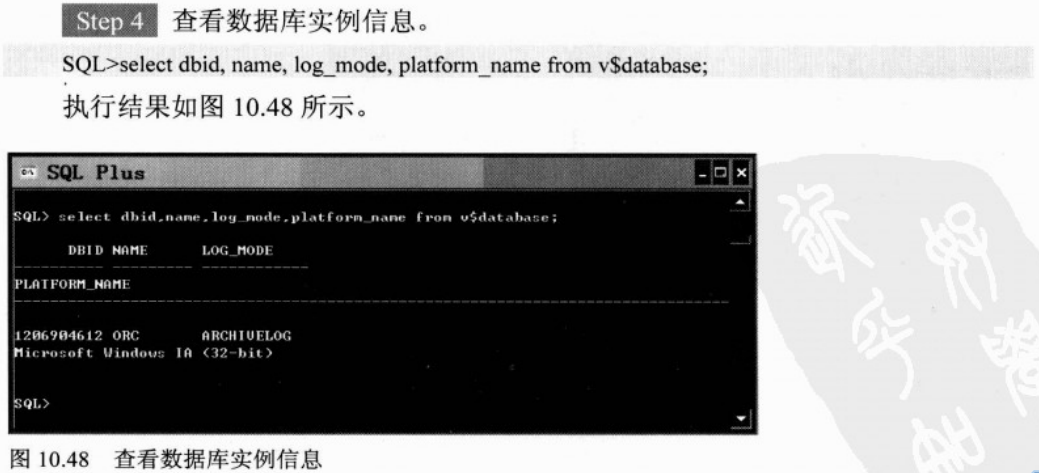 Step 4 查看数据库实例信息。
SQL>select dbid, name, log_mode, platform_name from v$database;
执行结果如图 10.48 所示。
SQL Plus
SQL> select dbid,name,log_mode,platform_name from v$database;
DBID NAME LOG_MODE
PLATFORM_NAME
1206904612 ORC ARCHIVELOG
Microsoft Windows IA (32-bit)
SQL>
图 10.48 查看数据库实例信息